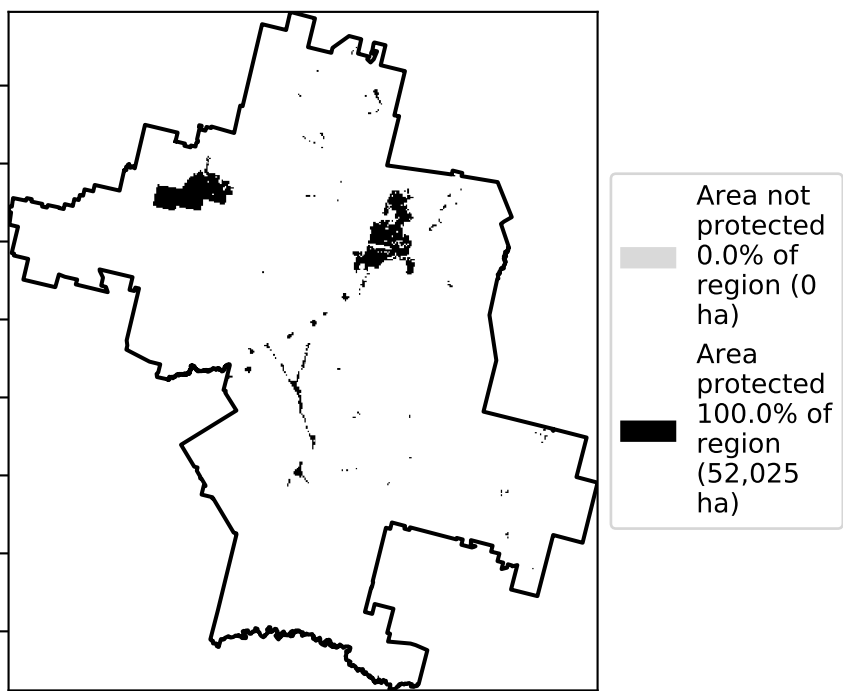 Area not
protected
0.0% of
region (0
ha)
Area
protected
100.0% of
region
(52,025
ha)